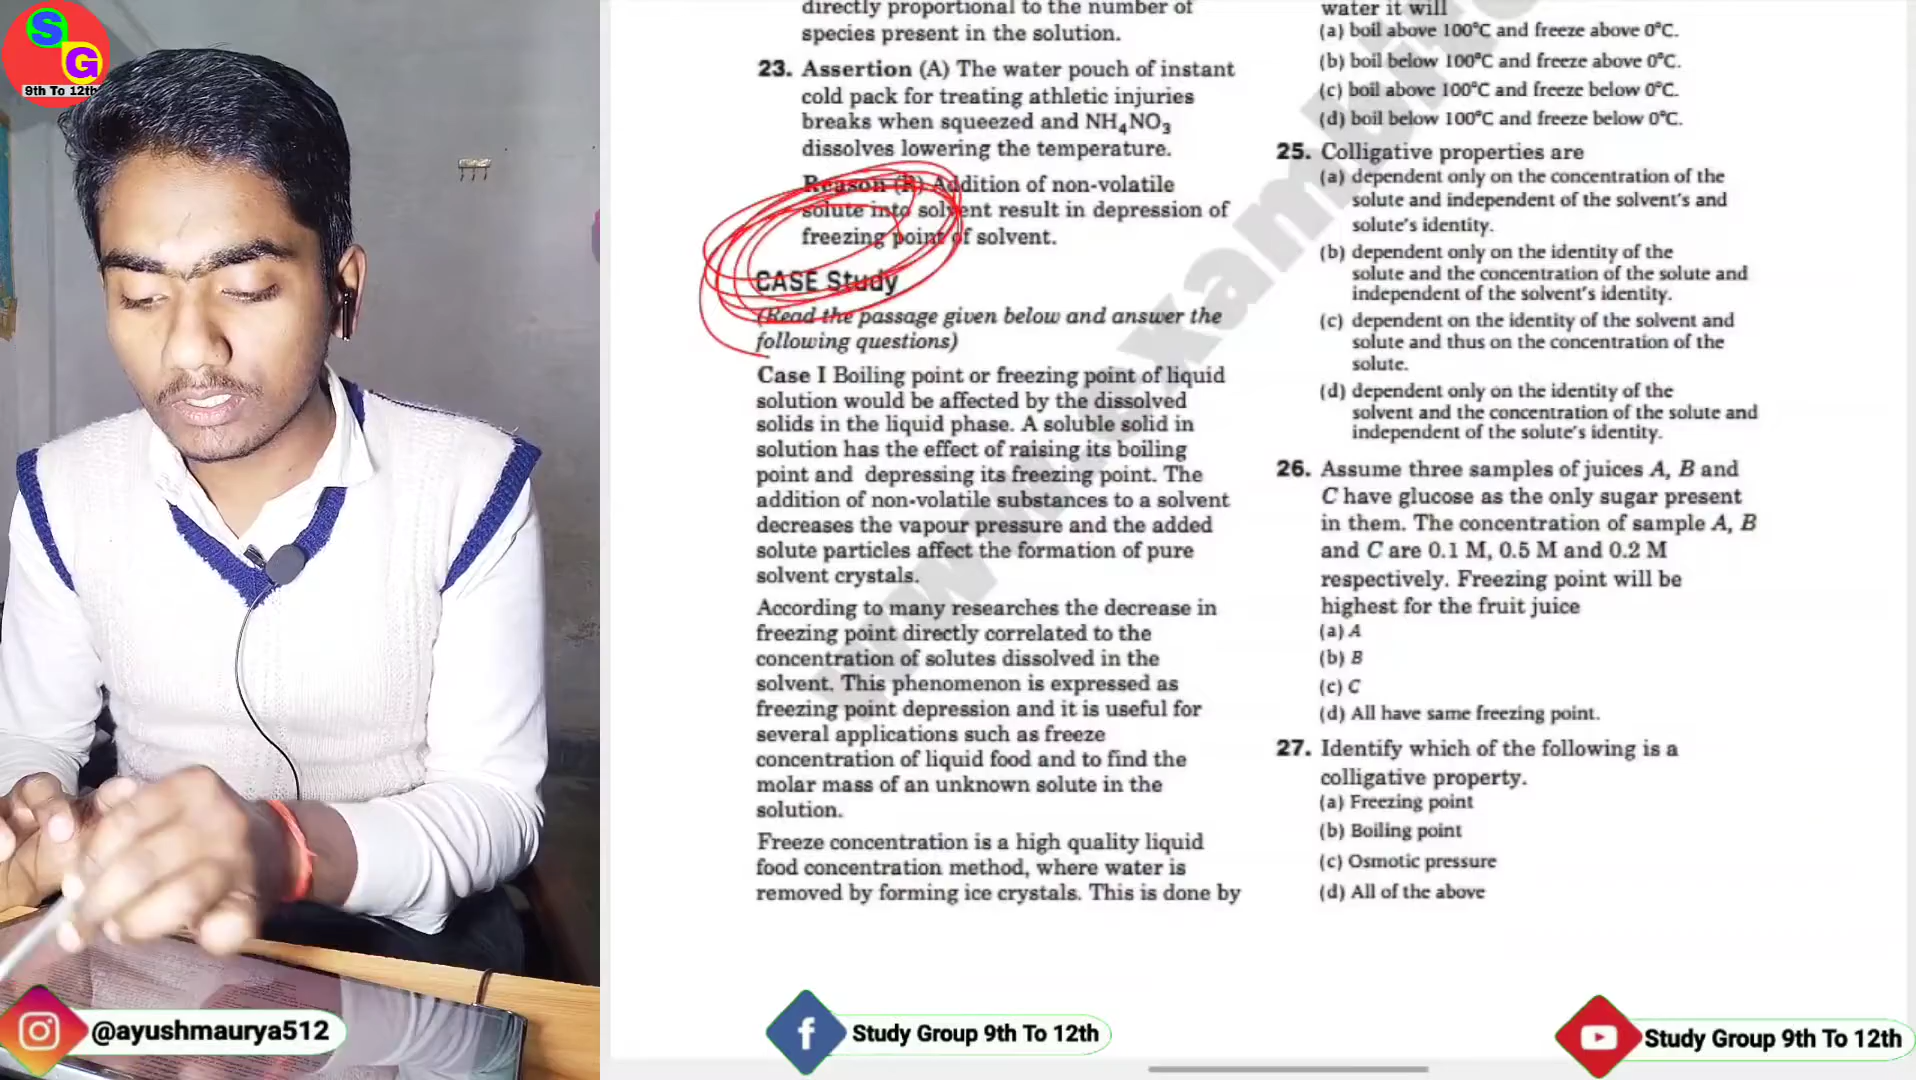 SG
9th To 12th
directly proportional to the number of
species present in the solution.
23. Assertion (A) The water pouch of instant
cold pack for treating athletic injuries
breaks when squeezed and NH₄NO₃
dissolves lowering the temperature.
Reason (R) Addition of non-volatile
solute into solvent result in depression of
freezing point of solvent.
CASE Study
(Read the passage given below and answer the
following questions)
Case I Boiling point or freezing point of liquid
solution would be affected by the dissolved
solids in the liquid phase. A soluble solid in
solution has the effect of raising its boiling
point and depressing its freezing point. The
addition of non-volatile substances to a solvent
decreases the vapour pressure and the added
solute particles affect the formation of pure
solvent crystals.
According to many researches the decrease in
freezing point directly correlated to the
concentration of solutes dissolved in the
solvent. This phenomenon is expressed as
freezing point depression and it is useful for
several applications such as freeze
concentration of liquid food and to find the
molar mass of an unknown solute in the
solution.
Freeze concentration is a high quality liquid
food concentration method, where water is
removed by forming ice crystals. This is done by
water it will
(a) boil above 100°C and freeze above 0°C.
(b) boil below 100°C and freeze above 0°C.
(c) boil above 100°C and freeze below 0°C.
(d) boil below 100°C and freeze below 0°C.
25. Colligative properties are
(a) dependent only on the concentration of the
solute and independent of the solvent's and
solute's identity.
(b) dependent only on the identity of the
solute and the concentration of the solute and
independent of the solvent's identity.
(c) dependent on the identity of the solvent and
solute and thus on the concentration of the
solute.
(d) dependent only on the identity of the
solvent and the concentration of the solute and
independent of the solute's identity.
26. Assume three samples of juices A, B and
C have glucose as the only sugar present
in them. The concentration of sample A, B
and C are 0.1 M, 0.5 M and 0.2 M
respectively. Freezing point will be
highest for the fruit juice
(a) A
(b) B
(c) C
(d) All have same freezing point.
27. Identify which of the following is a
colligative property.
(a) Freezing point
(b) Boiling point
(c) Osmotic pressure
(d) All of the above
@ayushmaurya512
f Study Group 9th To 12th
Study Group 9th To 12th